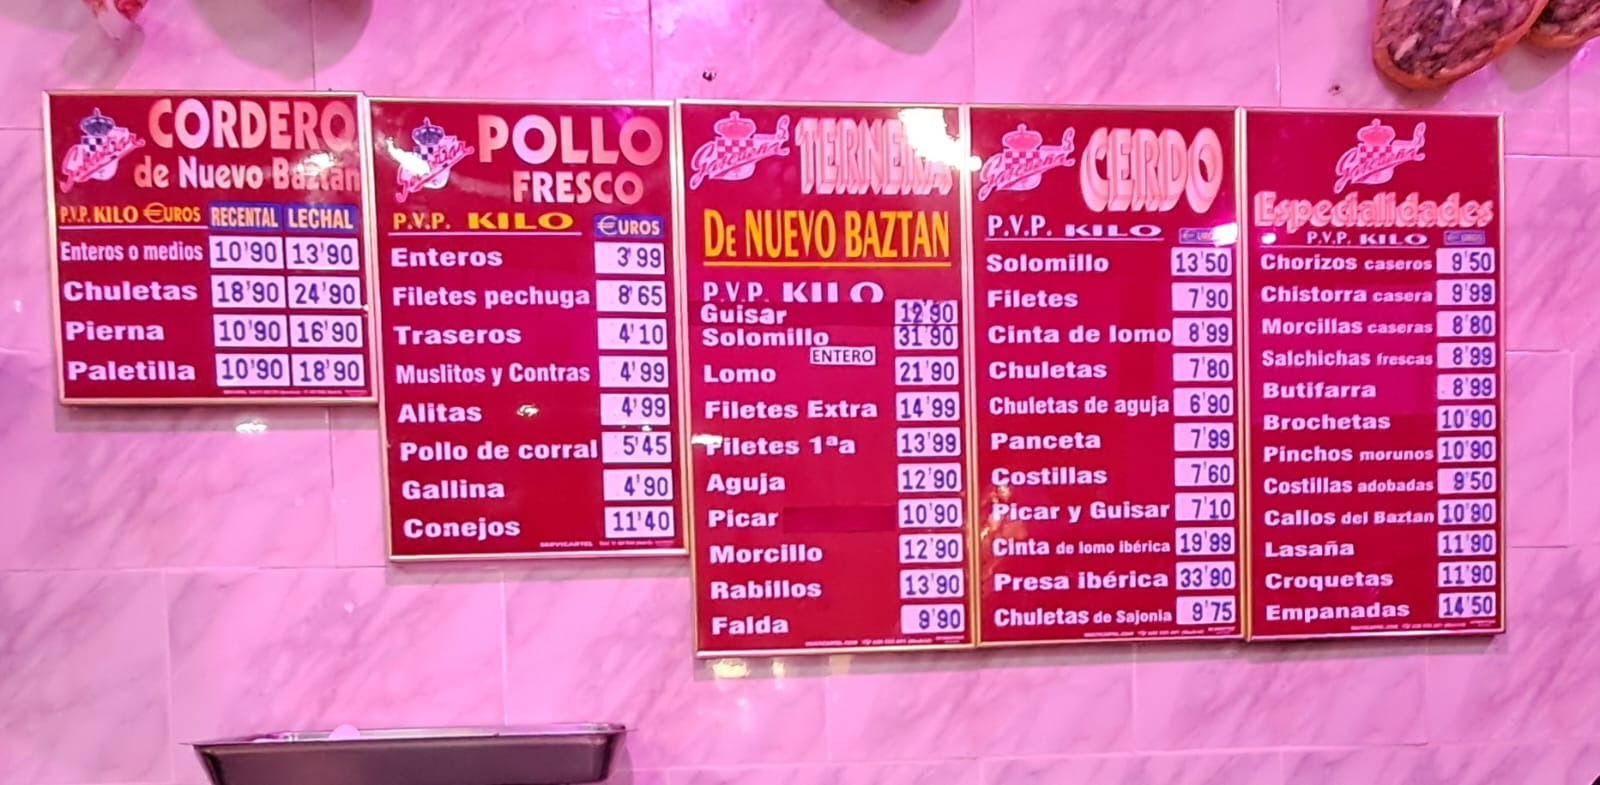 CORDERO
de Nuevo Baztán
P.V.P. KILO €UROS RECENTAL LECHAL
Enteros o medios 10'90 13'90
Chuletas 18'90 24'90
Pierna 10'90 16'90
Paletilla 10'90 18'90
POLLO
FRESCO
P.V.P. KILO €UROS
Enteros 3'99
Filetes pechuga 8'65
Traseros 4'10
Muslitos y Contras 4'99
Alitas 4'99
Pollo de corral 5'45
Gallina 4'90
Conejos 11'40
SERVICARTEL
TERNERA
DE NUEVO BAZTAN
P.V.P. KILO
Guisar 12'90
Solomillo 31'90
ENTERO
Lomo 21'90
Filetes Extra 14'99
Filetes 1ªa 13'99
Aguja 12'90
Picar 10'90
Morcillo 12'90
Rabillos 13'90
Falda 9'90
CERDO
P.V.P. KILO
Solomillo 13'50
Filetes 7'90
Cinta de lomo 8'99
Chuletas 7'80
Chuletas de aguja 6'90
Panceta 7'99
Costillas 7'60
Picar y Guisar 7'10
Cinta de lomo ibérica 19'99
Presa ibérica 33'90
Chuletas de Sajonia 9'75
Especialidades
P.V.P. KILO
Chorizos caseros 9'50
Chistorra casera 9'99
Morcillas caseras 8'80
Salchichas frescas 8'99
Butifarra 8'99
Brochetas 10'90
Pinchos morunos 10'90
Costillas adobadas 9'50
Callos del Baztan 10'90
Lasaña 11'90
Croquetas 11'90
Empanadas 14'50